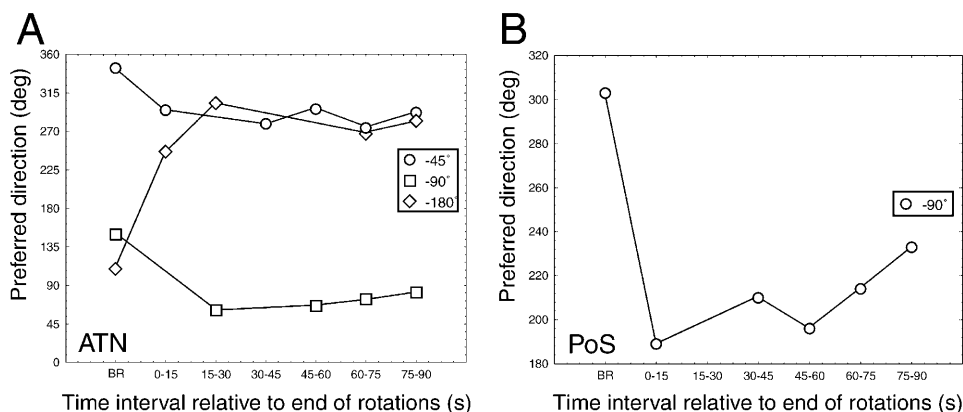 A
Preferred direction (deg)
360
315
270
225
180
135
90
45
0
-45°
-90°
-180°
ATN
BR 0-15 15-30 30-45 45-60 60-75 75-90
Time interval relative to end of rotations (s)
B
Preferred direction (deg)
320
300
280
260
240
220
200
180
-90°
PoS
BR 0-15 15-30 30-45 45-60 60-75 75-90
Time interval relative to end of rotations (s)